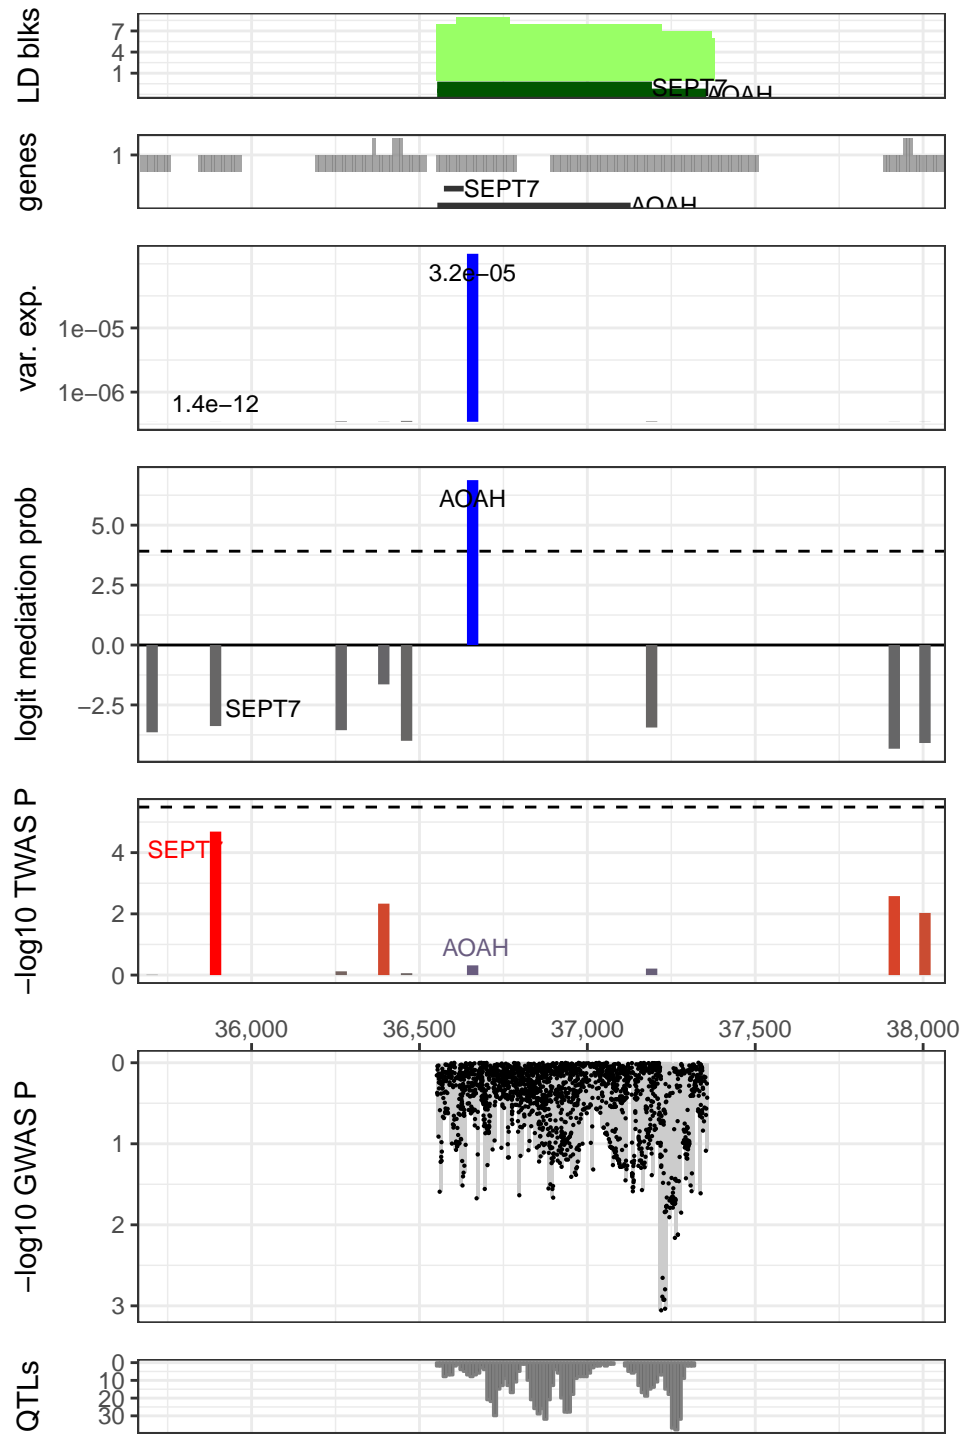 LD blks
7
4
1
SEPT7
AOAH
genes
1
SEPT7
AOAH
var. exp.
3.2e−05
1e−05
1e−06
1.4e−12
logit mediation prob
AOAH
5.0
2.5
0.0
−2.5
SEPT7
−log10 TWAS P
4
2
0
SEPT7
AOAH
36,000 36,500 37,000 37,500 38,000
−log10 GWAS P
0
1
2
3
QTLs
0
10
20
30